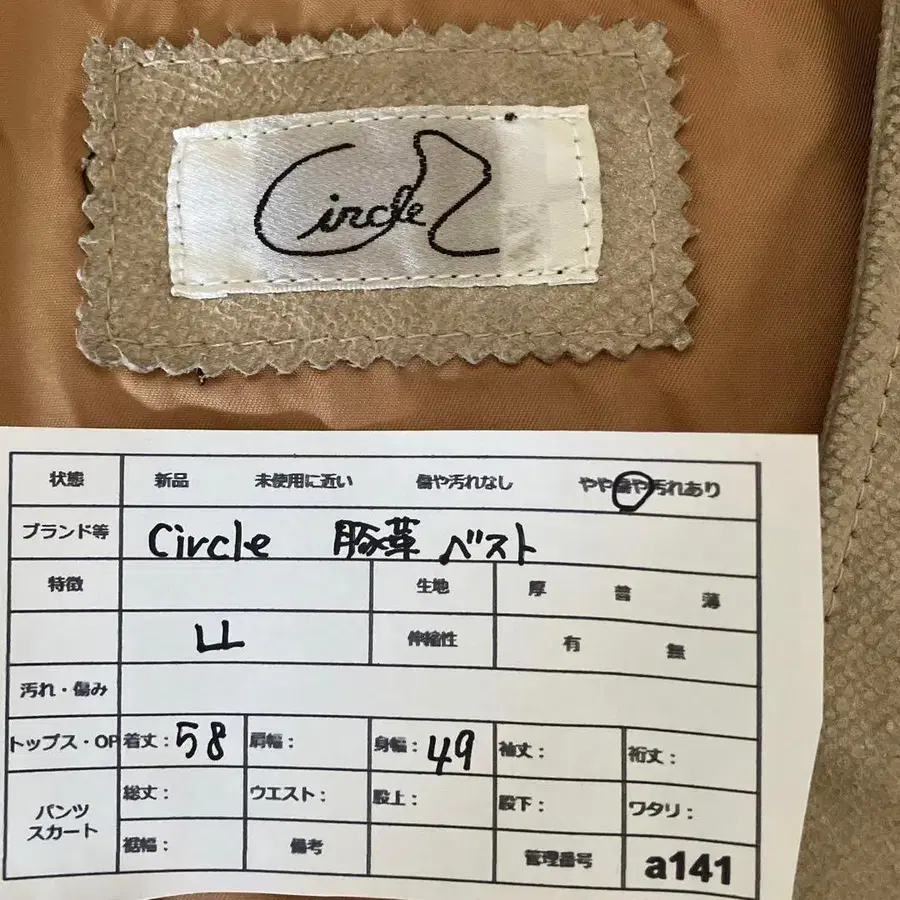 Circle
状態 新品 未使用に近い 傷や汚れなし やや傷や汚れあり
ブランド等 Circle 豚革 ベスト
特徴 生地 厚 普 薄
LL 伸縮性 有 無
汚れ・傷み
トップス・OP 着丈：58 肩幅： 身幅：49 袖丈： 裄丈：
パンツ 総丈： ウエスト： 股上： 股下： ワタリ：
スカート 裾幅： 備考 管理番号 a141